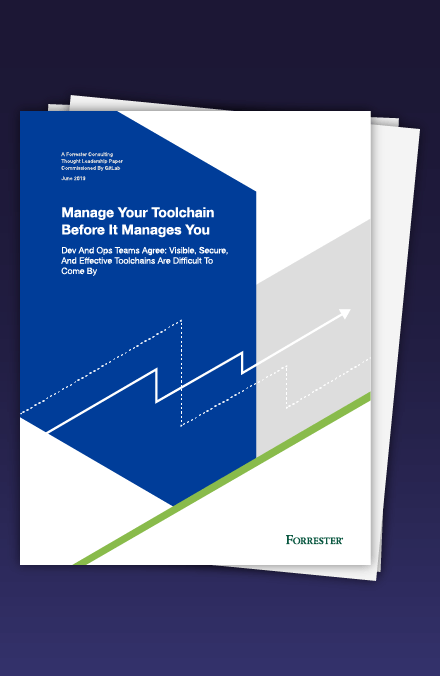 A Forrester Consulting
Thought Leadership Paper
Commissioned By GitLab
June 2019
Manage Your Toolchain
Before It Manages You
Dev And Ops Teams Agree: Visible, Secure,
And Effective Toolchains Are Difficult To
Come By
FORRESTER®